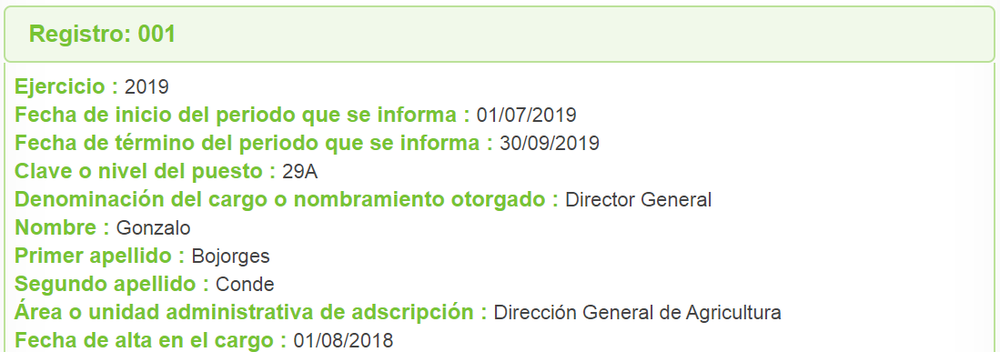 Registro: 001
Ejercicio : 2019
Fecha de inicio del periodo que se informa : 01/07/2019
Fecha de término del periodo que se informa : 30/09/2019
Clave o nivel del puesto : 29A
Denominación del cargo o nombramiento otorgado : Director General
Nombre : Gonzalo
Primer apellido : Bojorges
Segundo apellido : Conde
Área o unidad administrativa de adscripción : Dirección General de Agricultura
Fecha de alta en el cargo : 01/08/2018